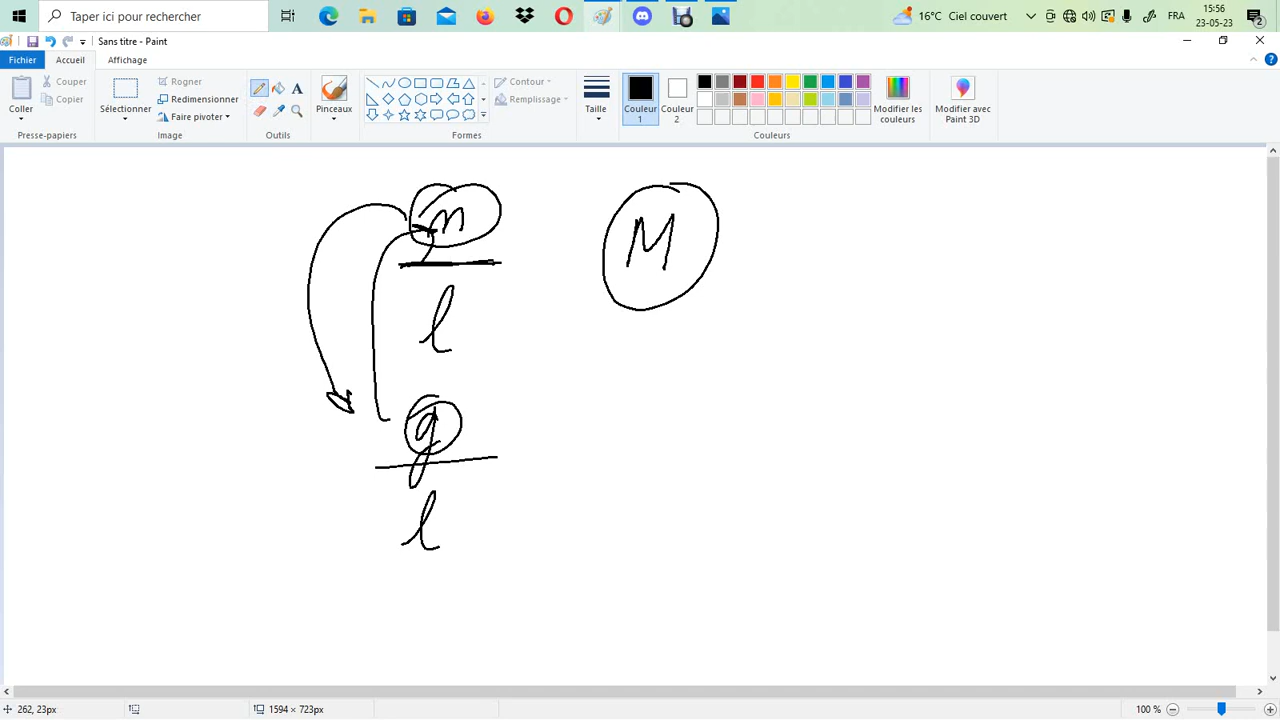 Taper ici pour rechercher
16°C Ciel couvert
FRA
15:56
23-05-23
2
Sans titre - Paint
Fichier
Accueil
Affichage
Coller
Couper
Copier
Presse-papiers
Sélectionner
Rogner
Redimensionner
Faire pivoter
Image
A
Outils
Pinceaux
Contour
Remplissage
Formes
Taille
Couleur 1
Couleur 2
Modifier les couleurs
Couleurs
Modifier avec Paint 3D
n
M
l
g
l
262, 23px
1594 × 723px
100 %